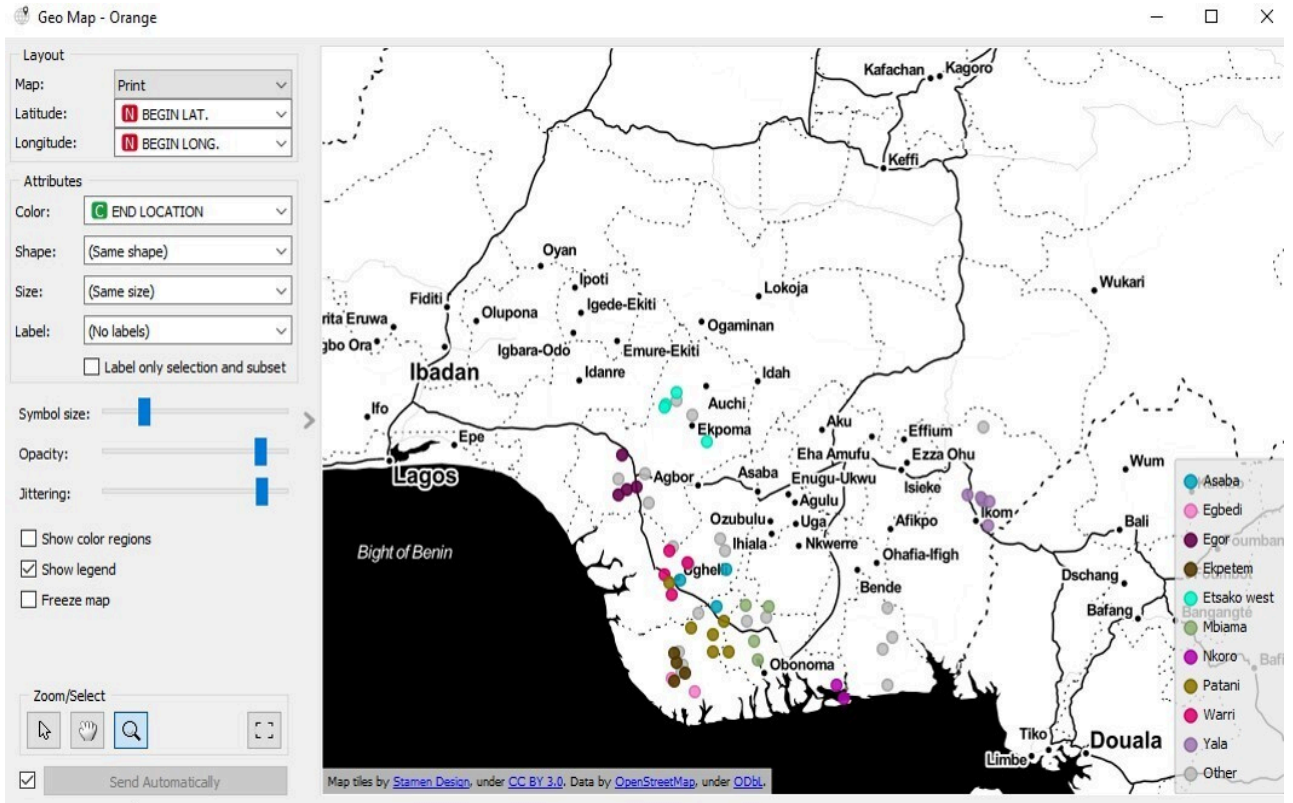 Geo Map - Orange
Layout
Map: Print
Latitude: N BEGIN LAT.
Longitude: N BEGIN LONG.
Attributes
Color: C END LOCATION
Shape: (Same shape)
Size: (Same size)
Label: (No labels)
Label only selection and subset
Symbol size:
Opacity:
Jittering:
Show color regions
Show legend
Freeze map
Zoom/Select
Send Automatically
Kafachan
Kagoro
Keffi
Oyan
Ipoti
Wukari
Fiditi
Lokoja
Igede-Ekiti
Olupona
rita Eruwa
Ogaminan
gbo Ora
Igbara-Odo
Emure-Ekiti
Ibadan
Idanre
Idah
Auchi
Ifo
Ekpoma
Aku
Effium
Epe
Eha Amufu
Ezza Ohu
Wum
Lagos
Agbor
Asaba
Enugu-Ukwu
Isieke
Agulu
Ikom
Ozubulu
Uga
Afikpo
Bali
Ihiala
Nkwerre
Bight of Benin
Ohafia-Ifigh
Ughell
Bende
Dschang
Foumban
Foumbot
Bafang
Bangangté
Obonoma
Bafi
Tiko
Douala
Limbe
Asaba
Egbedi
Egor
Ekpetem
Etsako west
Mbiama
Nkoro
Patani
Warri
Yala
Other
Map tiles by Stamen Design, under CC BY 3.0. Data by OpenStreetMap, under ODbL.